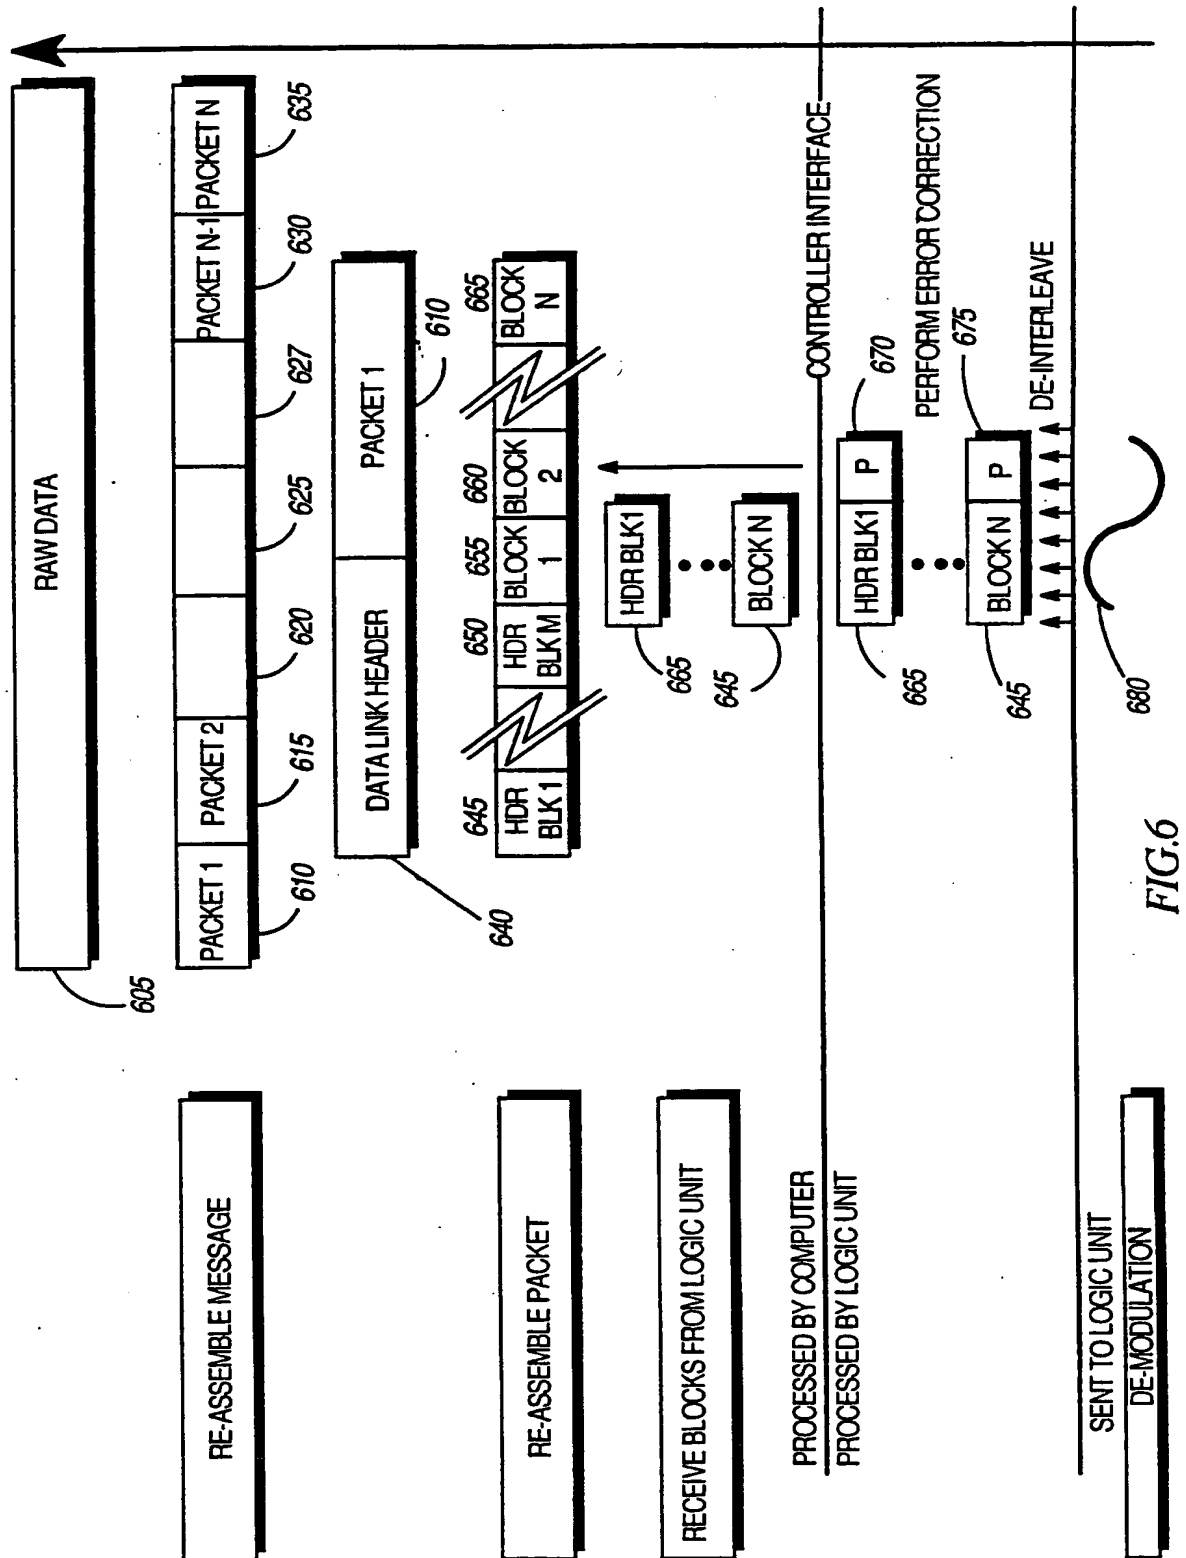 RAW DATA
605
RE-ASSEMBLE MESSAGE
PACKET 1
PACKET 2
PACKET N-1
PACKET N
610
615
620
625
627
630
635
DATA LINK HEADER
PACKET 1
640
610
RE-ASSEMBLE PACKET
645
650
655
660
665
HDR
BLK 1
HDR
BLK M
BLOCK
1
BLOCK
2
BLOCK
N
RECEIVE BLOCKS FROM LOGIC UNIT
HDR BLK1
665
BLOCK N
645
PROCESSED BY COMPUTER
CONTROLLER INTERFACE
PROCESSED BY LOGIC UNIT
HDR BLK1
P
665
670
PERFORM ERROR CORRECTION
BLOCK N
P
645
675
DE-INTERLEAVE
SENT TO LOGIC UNIT
DE-MODULATION
680
FIG.6